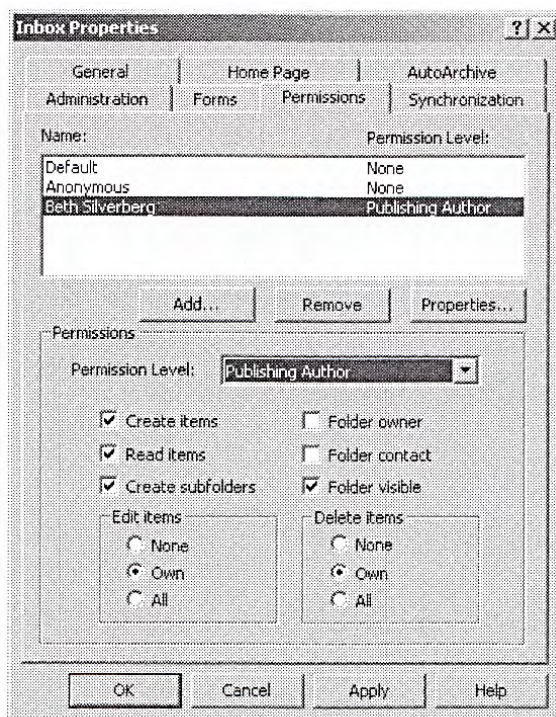 Inbox Properties ? X
General Home Page AutoArchive
Administration Forms Permissions Synchronization
Name: Permission Level:
Default None
Anonymous None
Beth Silverberg Publishing Author
Add... Remove Properties...
Permissions
Permission Level: Publishing Author
Create items Folder owner
Read items Folder contact
Create subfolders Folder visible
Edit items Delete items
None None
Own Own
All All
OK Cancel Apply Help